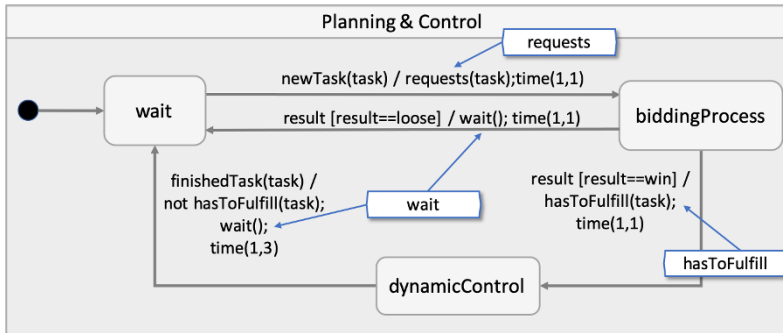 Planning & Control
requests
newTask(task) / requests(task);time(1,1)
wait
biddingProcess
result [result==loose] / wait(); time(1,1)
finishedTask(task) /
not hasToFulfill(task);
wait();
time(1,3)
wait
result [result==win] /
hasToFulfill(task);
time(1,1)
hasToFulfill
dynamicControl